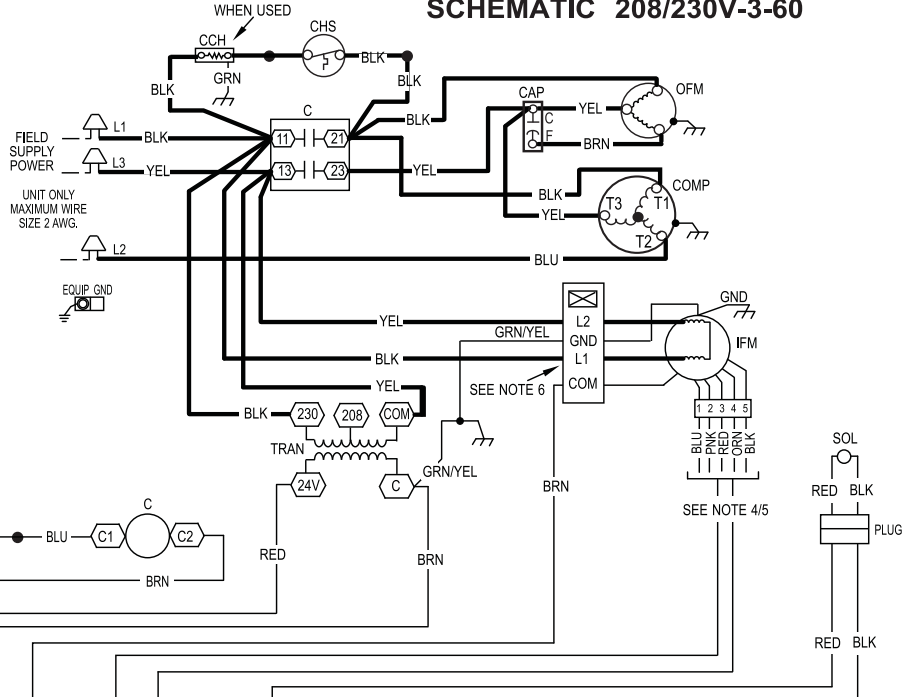 SCHEMATIC 208/230V-3-60
WHEN USED
CCH
CHS
BLK
GRN
BLK
BLK
CAP
OFM
C
BLK
YEL
C
F
BRN
FIELD
SUPPLY
POWER
L1
BLK
11
21
L3
YEL
13
23
YEL
UNIT ONLY
MAXIMUM WIRE
SIZE 2 AWG.
BLK
COMP
T3
T1
YEL
T2
L2
BLU
EQUIP GND
GND
YEL
L2
GRN/YEL
GND
IFM
BLK
L1
SEE NOTE 6
COM
YEL
BLK
230
208
COM
1 2 3 4 5
TRAN
BLU
PNK
RED
ORN
BLK
SOL
GRN/YEL
24V
C
BRN
RED BLK
SEE NOTE 4/5
C
BLU
C1
C2
PLUG
RED
BRN
BRN
RED BLK